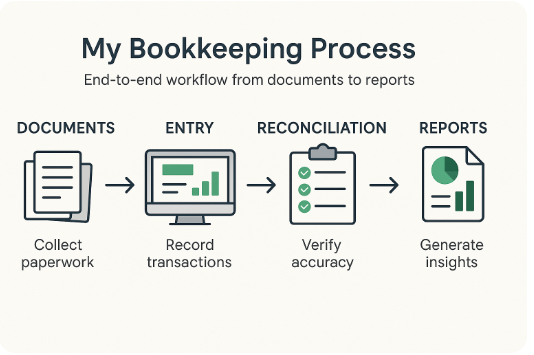 My Bookkeeping Process
End-to-end workflow from documents to reports
DOCUMENTS
ENTRY
RECONCILIATION
REPORTS
Collect
paperwork
Record
transactions
Verify
accuracy
Generate
insights